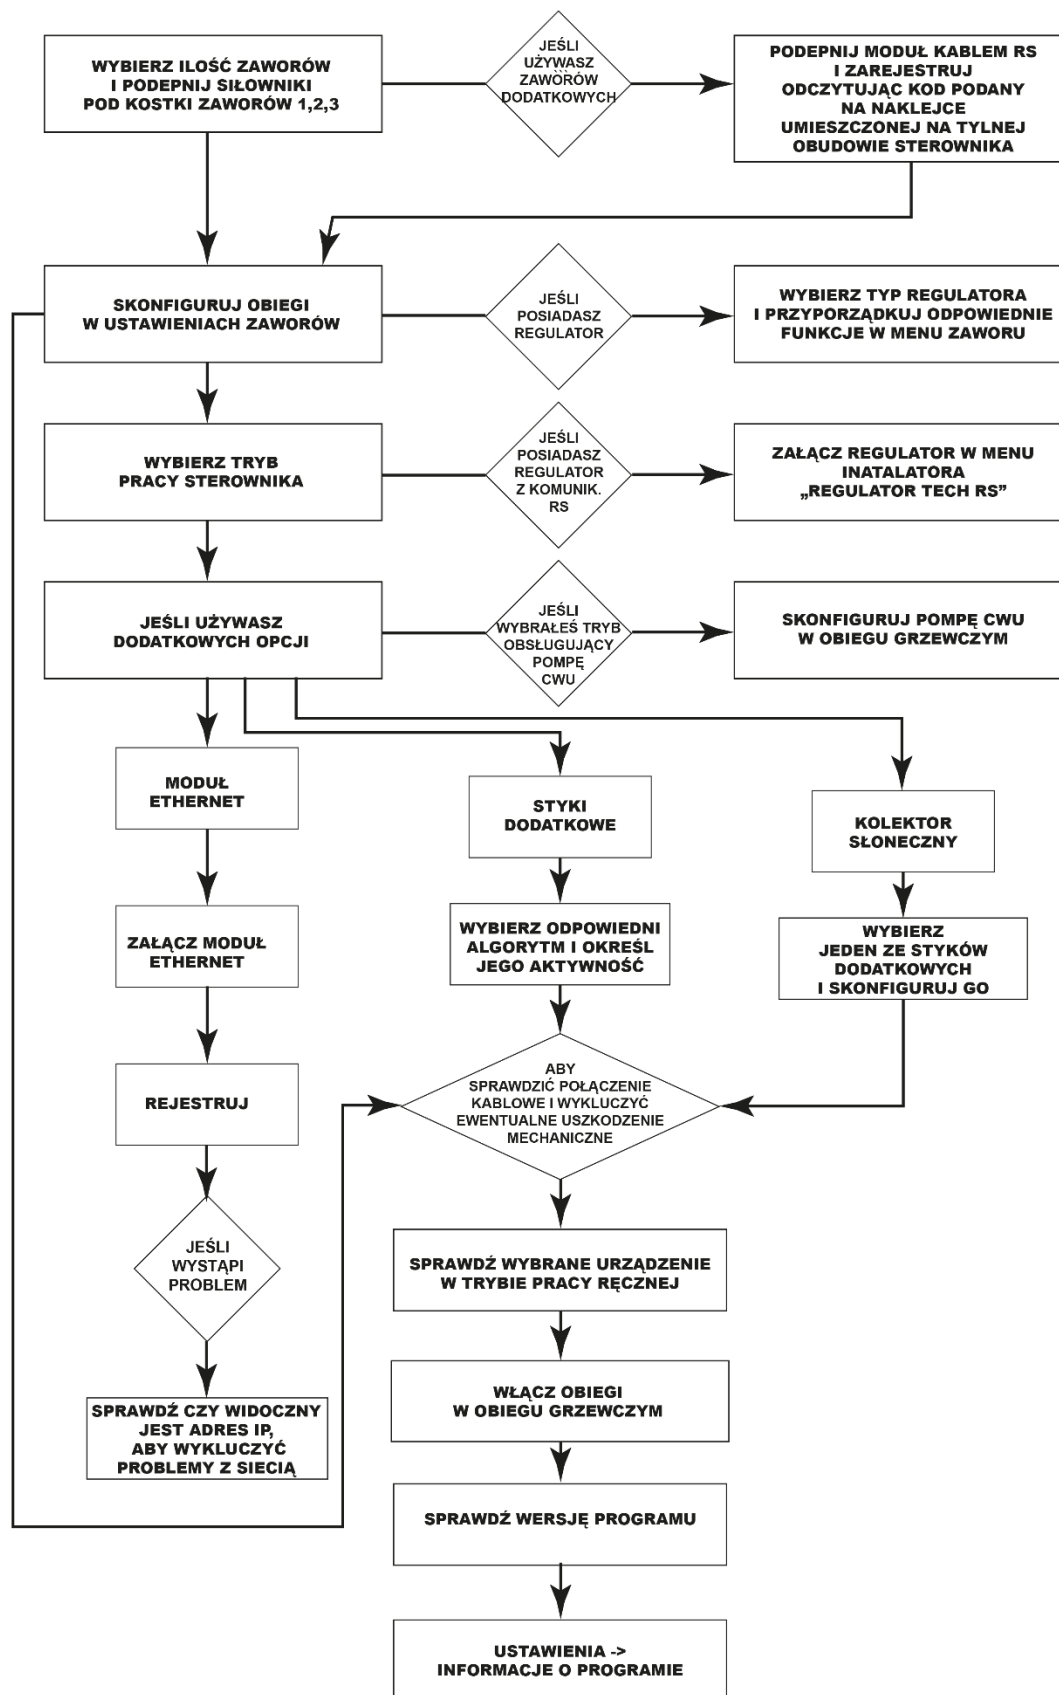 WYBIERZ ILOŚĆ ZAWORÓW
I PODEPNIJ SIŁOWNIKI
POD KOSTKI ZAWORÓW 1,2,3
JEŚLI
UŻYWASZ
ZAWORÓW
DODATKOWYCH
PODEPNIJ MODUŁ KABLEM RS
I ZAREJESTRUJ
ODCZYTUJĄC KOD PODANY
NA NAKLEJCE
UMIESZCZONEJ NA TYLNEJ
OBUDOWIE STEROWNIKA
SKONFIGURUJ OBIEGI
W USTAWIENIACH ZAWORÓW
JEŚLI
POSIADASZ
REGULATOR
WYBIERZ TYP REGULATORA
I PRZYPORZĄDKUJ ODPOWIEDNIE
FUNKCJE W MENU ZAWORU
WYBIERZ TRYB
PRACY STEROWNIKA
JEŚLI
POSIADASZ
REGULATOR
Z KOMUNIK.
RS
ZAŁĄCZ REGULATOR W MENU
INATALATORA
„REGULATOR TECH RS”
JEŚLI UŻYWASZ
DODATKOWYCH OPCJI
JEŚLI
WYBRAŁEŚ TRYB
OBSŁUGUJĄCY
POMPĘ
CWU
SKONFIGURUJ POMPĘ CWU
W OBIEGU GRZEWCZYM
MODUŁ
ETHERNET
STYKI
DODATKOWE
KOLEKTOR
SŁONECZNY
ZAŁĄCZ MODUŁ
ETHERNET
WYBIERZ ODPOWIEDNI
ALGORYTM I OKREŚL
JEGO AKTYWNOŚĆ
WYBIERZ
JEDEN ZE STYKÓW
DODATKOWYCH
I SKONFIGURUJ GO
REJESTRUJ
ABY
SPRAWDZIĆ POŁĄCZENIE
KABLOWE I WYKLUCZYĆ
EWENTUALNE USZKODZENIE
MECHANICZNE
JEŚLI
WYSTĄPI
PROBLEM
SPRAWDŹ WYBRANE URZĄDZENIE
W TRYBIE PRACY RĘCZNEJ
SPRAWDŹ CZY WIDOCZNY
JEST ADRES IP,
ABY WYKLUCZYĆ
PROBLEMY Z SIECIĄ
WŁĄCZ OBIEGI
W OBIEGU GRZEWCZYM
SPRAWDŹ WERSJĘ PROGRAMU
USTAWIENIA ->
INFORMACJE O PROGRAMIE